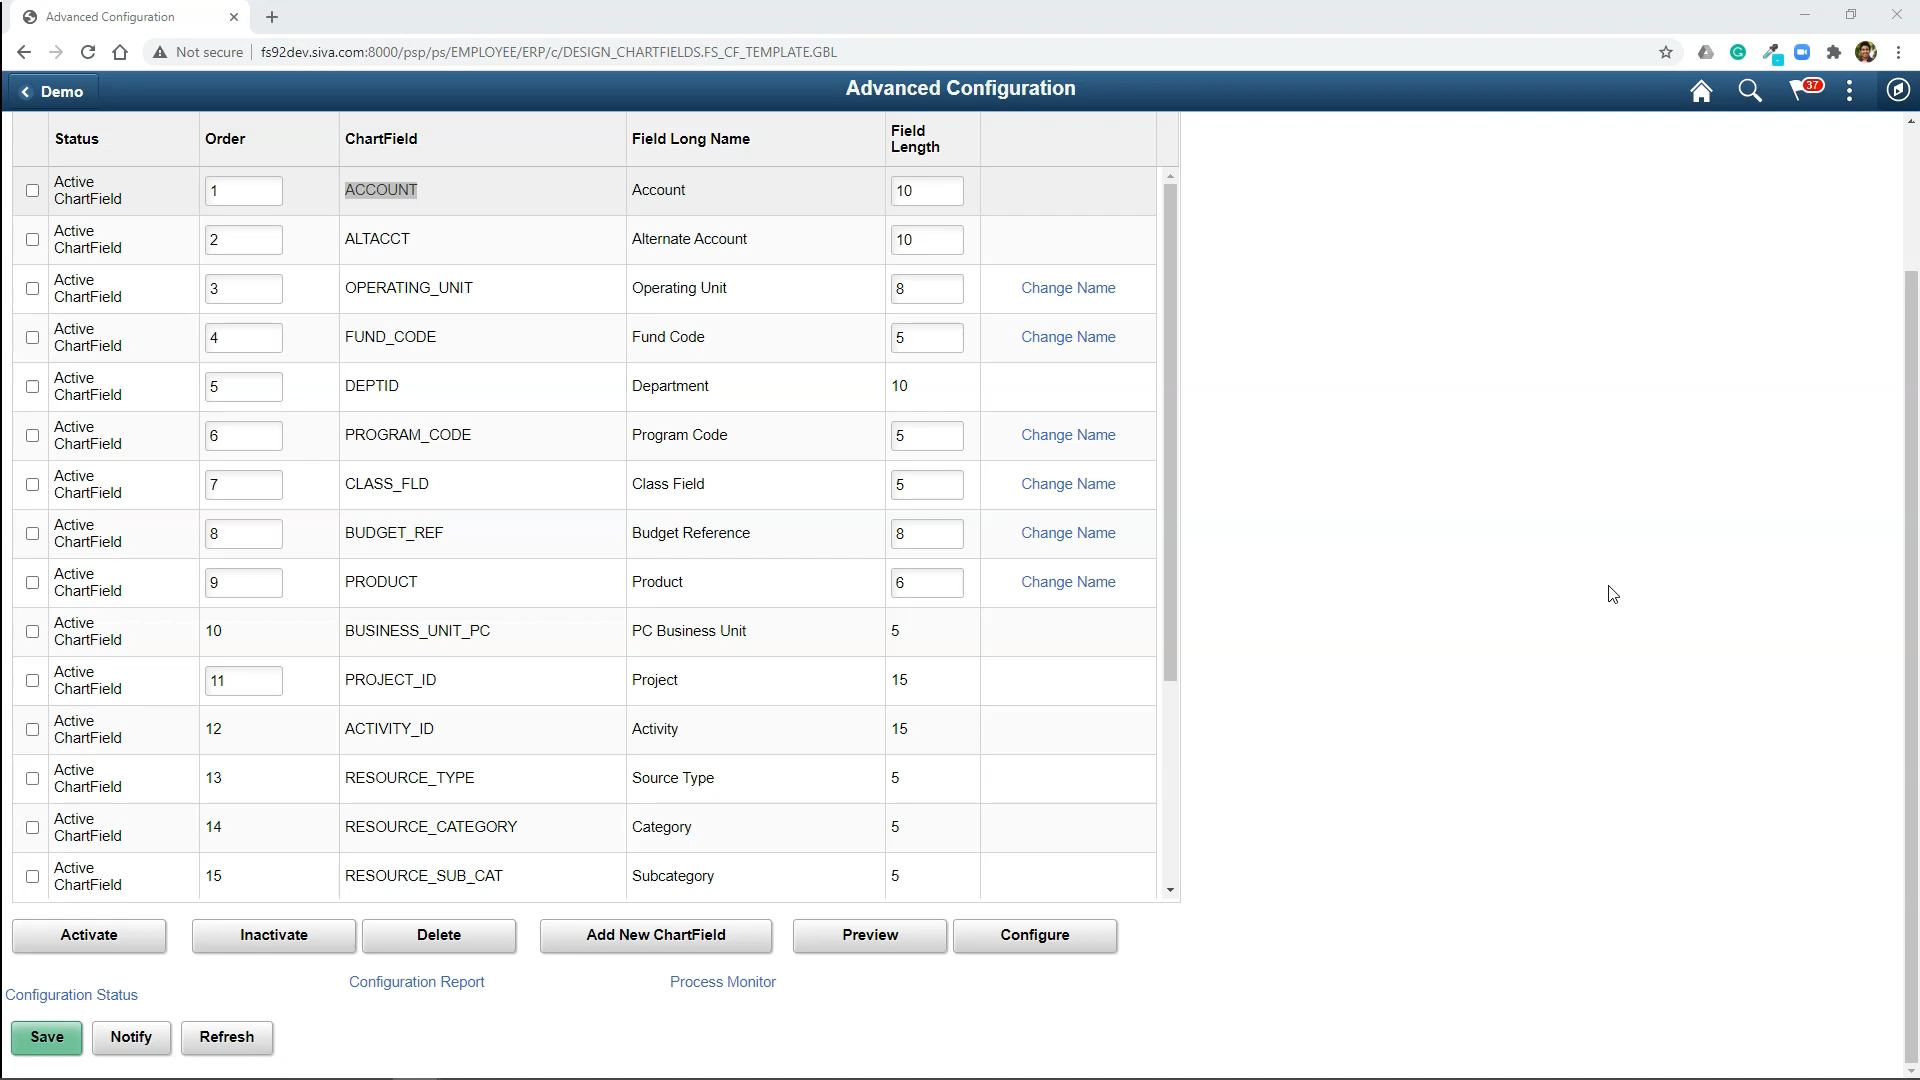 Advanced Configuration
Not secure
fs92dev.siva.com:8000/psp/ps/EMPLOYEE/ERP/c/DESIGN_CHARTFIELDS.FS_CF_TEMPLATE.GBL
Demo
Advanced Configuration
37
Status Order ChartField Field Long Name Field
Length
Active
ChartField 1 ACCOUNT Account 10
Active
ChartField 2 ALTACCT Alternate Account 10
Active
ChartField 3 OPERATING_UNIT Operating Unit 8 Change Name
Active
ChartField 4 FUND_CODE Fund Code 5 Change Name
Active
ChartField 5 DEPTID Department 10
Active
ChartField 6 PROGRAM_CODE Program Code 5 Change Name
Active
ChartField 7 CLASS_FLD Class Field 5 Change Name
Active
ChartField 8 BUDGET_REF Budget Reference 8 Change Name
Active
ChartField 9 PRODUCT Product 6 Change Name
Active
ChartField 10 BUSINESS_UNIT_PC PC Business Unit 5
Active
ChartField 11 PROJECT_ID Project 15
Active
ChartField 12 ACTIVITY_ID Activity 15
Active
ChartField 13 RESOURCE_TYPE Source Type 5
Active
ChartField 14 RESOURCE_CATEGORY Category 5
Active
ChartField 15 RESOURCE_SUB_CAT Subcategory 5
Activate Inactivate Delete Add New ChartField Preview Configure
Configuration Report Process Monitor
Configuration Status
Save Notify Refresh